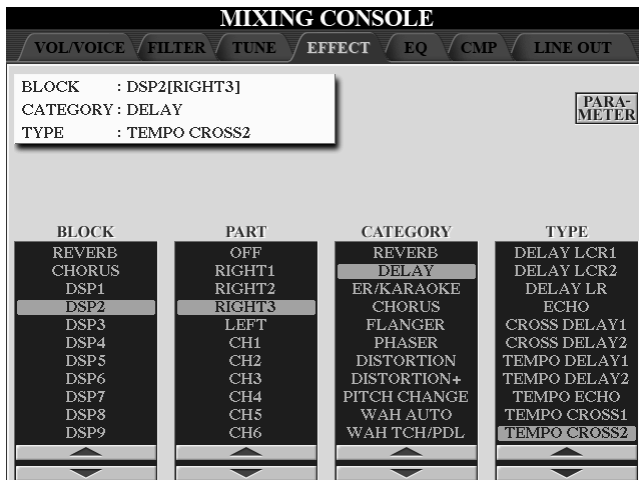 MIXING CONSOLE
VOL/VOICE FILTER TUNE EFFECT EQ CMP LINE OUT
BLOCK : DSP2[RIGHT3]
CATEGORY : DELAY
TYPE : TEMPO CROSS2
PARA-
METER
BLOCK
REVERB
CHORUS
DSP1
DSP2
DSP3
DSP4
DSP5
DSP6
DSP7
DSP8
DSP9
PART
OFF
RIGHT1
RIGHT2
RIGHT3
LEFT
CH1
CH2
CH3
CH4
CH5
CH6
CATEGORY
REVERB
DELAY
ER/KARAOKE
CHORUS
FLANGER
PHASER
DISTORTION
DISTORTION+
PITCH CHANGE
WAH AUTO
WAH TCH/PDL
TYPE
DELAY LCR1
DELAY LCR2
DELAY LR
ECHO
CROSS DELAY1
CROSS DELAY2
TEMPO DELAY1
TEMPO DELAY2
TEMPO ECHO
TEMPO CROSS1
TEMPO CROSS2